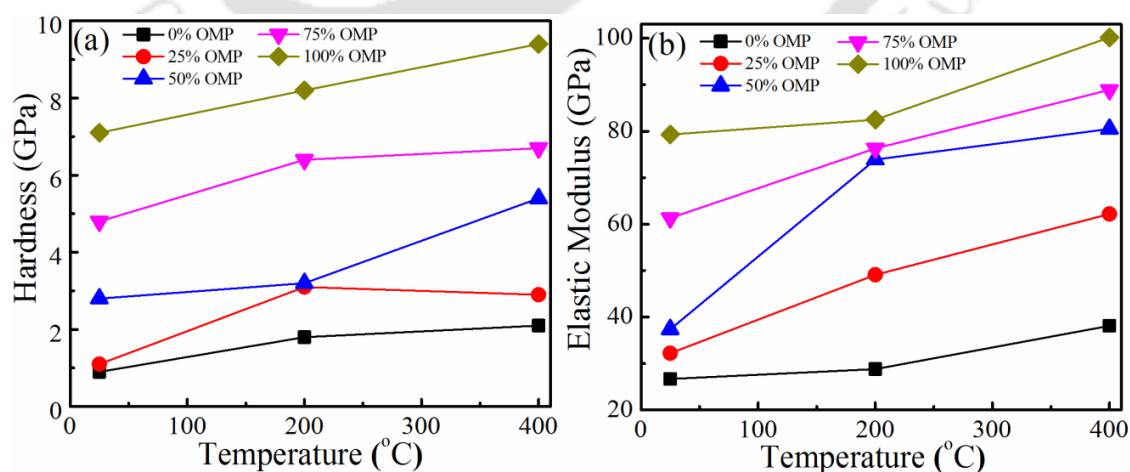 (a)
0% OMP 75% OMP
25% OMP 100% OMP
50% OMP
Hardness (GPa)
10
8
6
4
2
0
0 100 200 300 400
Temperature (°C)
(b)
0% OMP 75% OMP
25% OMP 100% OMP
50% OMP
Elastic Modulus (GPa)
100
80
60
40
20
0 100 200 300 400
Temperature (°C)